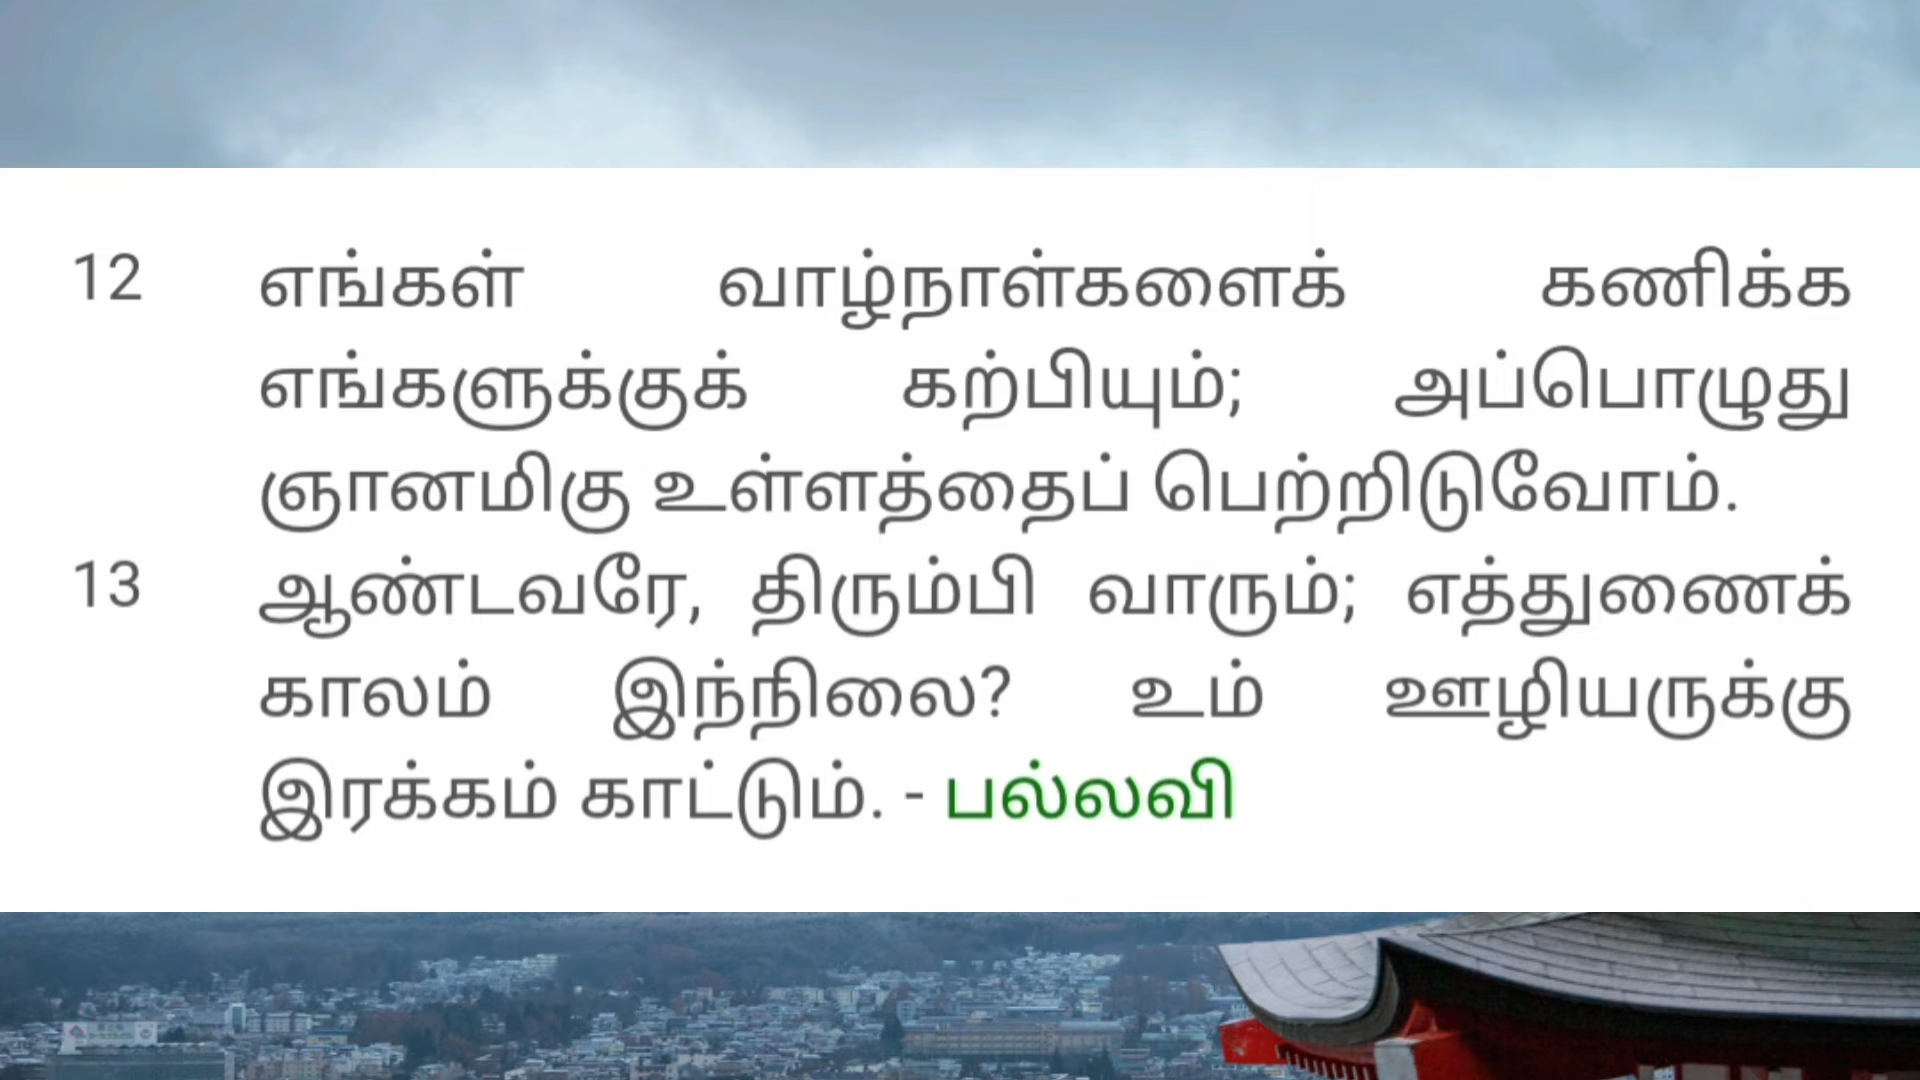 12 எங்கள் வாழ்நாள்களைக் கணிக்க
எங்களுக்குக் கற்பியும்; அப்பொழுது
ஞானமிகு உள்ளத்தைப் பெற்றிடுவோம்.
13 ஆண்டவரே, திரும்பி வாரும்; எத்துணைக்
காலம் இந்நிலை? உம் ஊழியருக்கு
இரக்கம் காட்டும். - பல்லவி